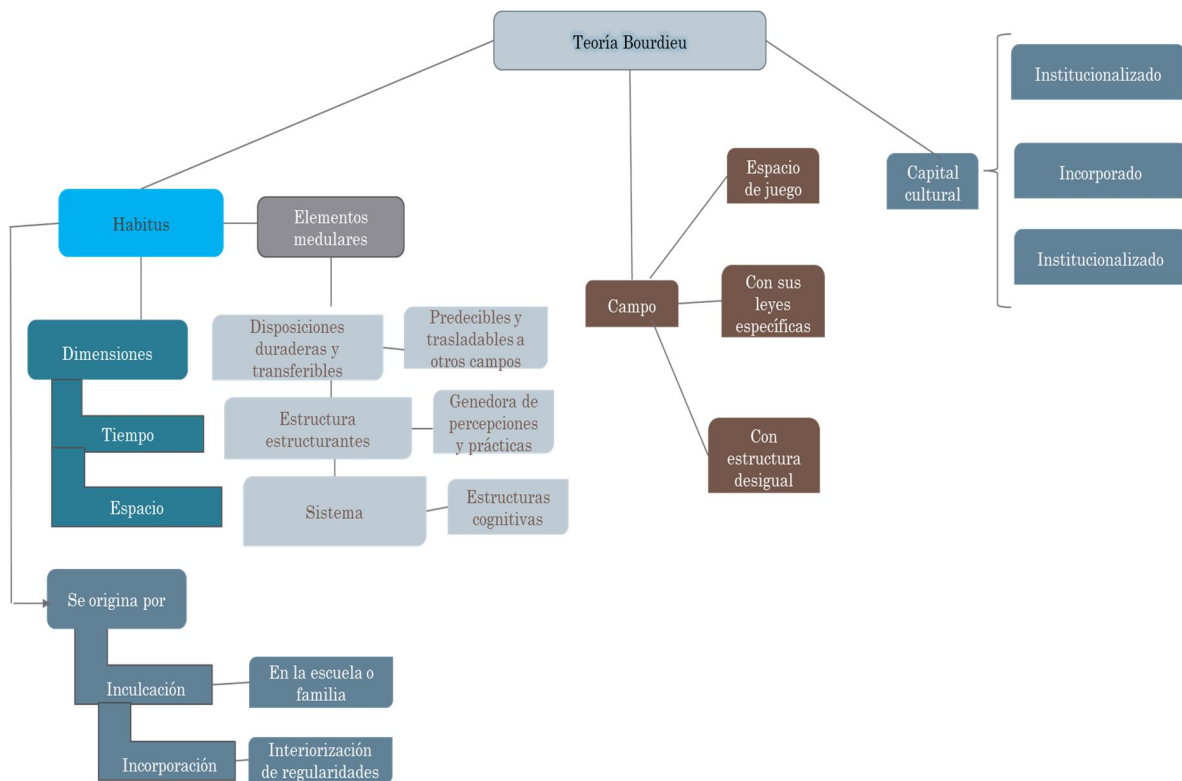 Teoría Bourdieu
Habitus
Elementos
medulares
Dimensiones
Tiempo
Espacio
Disposiciones
duraderas y
transferibles
Predecibles y
trasladables a
otros campos
Estructura
estructurantes
Genedora de
percepciones
y prácticas
Sistema
Estructuras
cognitivas
Se origina por
Inculcación
En la escuela o
familia
Incorporación
Interiorización
de regularidades
Campo
Espacio
de juego
Con sus
leyes
específicas
Con
estructura
desigual
Capital
cultural
Institucionalizado
Incorporado
Institucionalizado